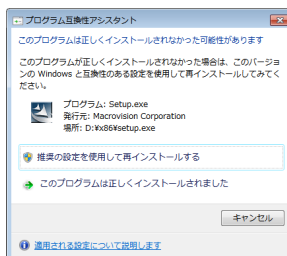 プログラム互換性アシスタント
このプログラムは正しくインストールされなかった可能性があります
このプログラムが正しくインストールされなかった場合は、このバージョ
ンの Windows と互換性のある設定を使用して再インストールしてみてく
ださい。
プログラム: Setup.exe
発行元: Macrovision Corporation
場所: D:¥x86¥setup.exe
推奨の設定を使用して再インストールする
このプログラムは正しくインストールされました
キャンセル
適用される設定について説明します